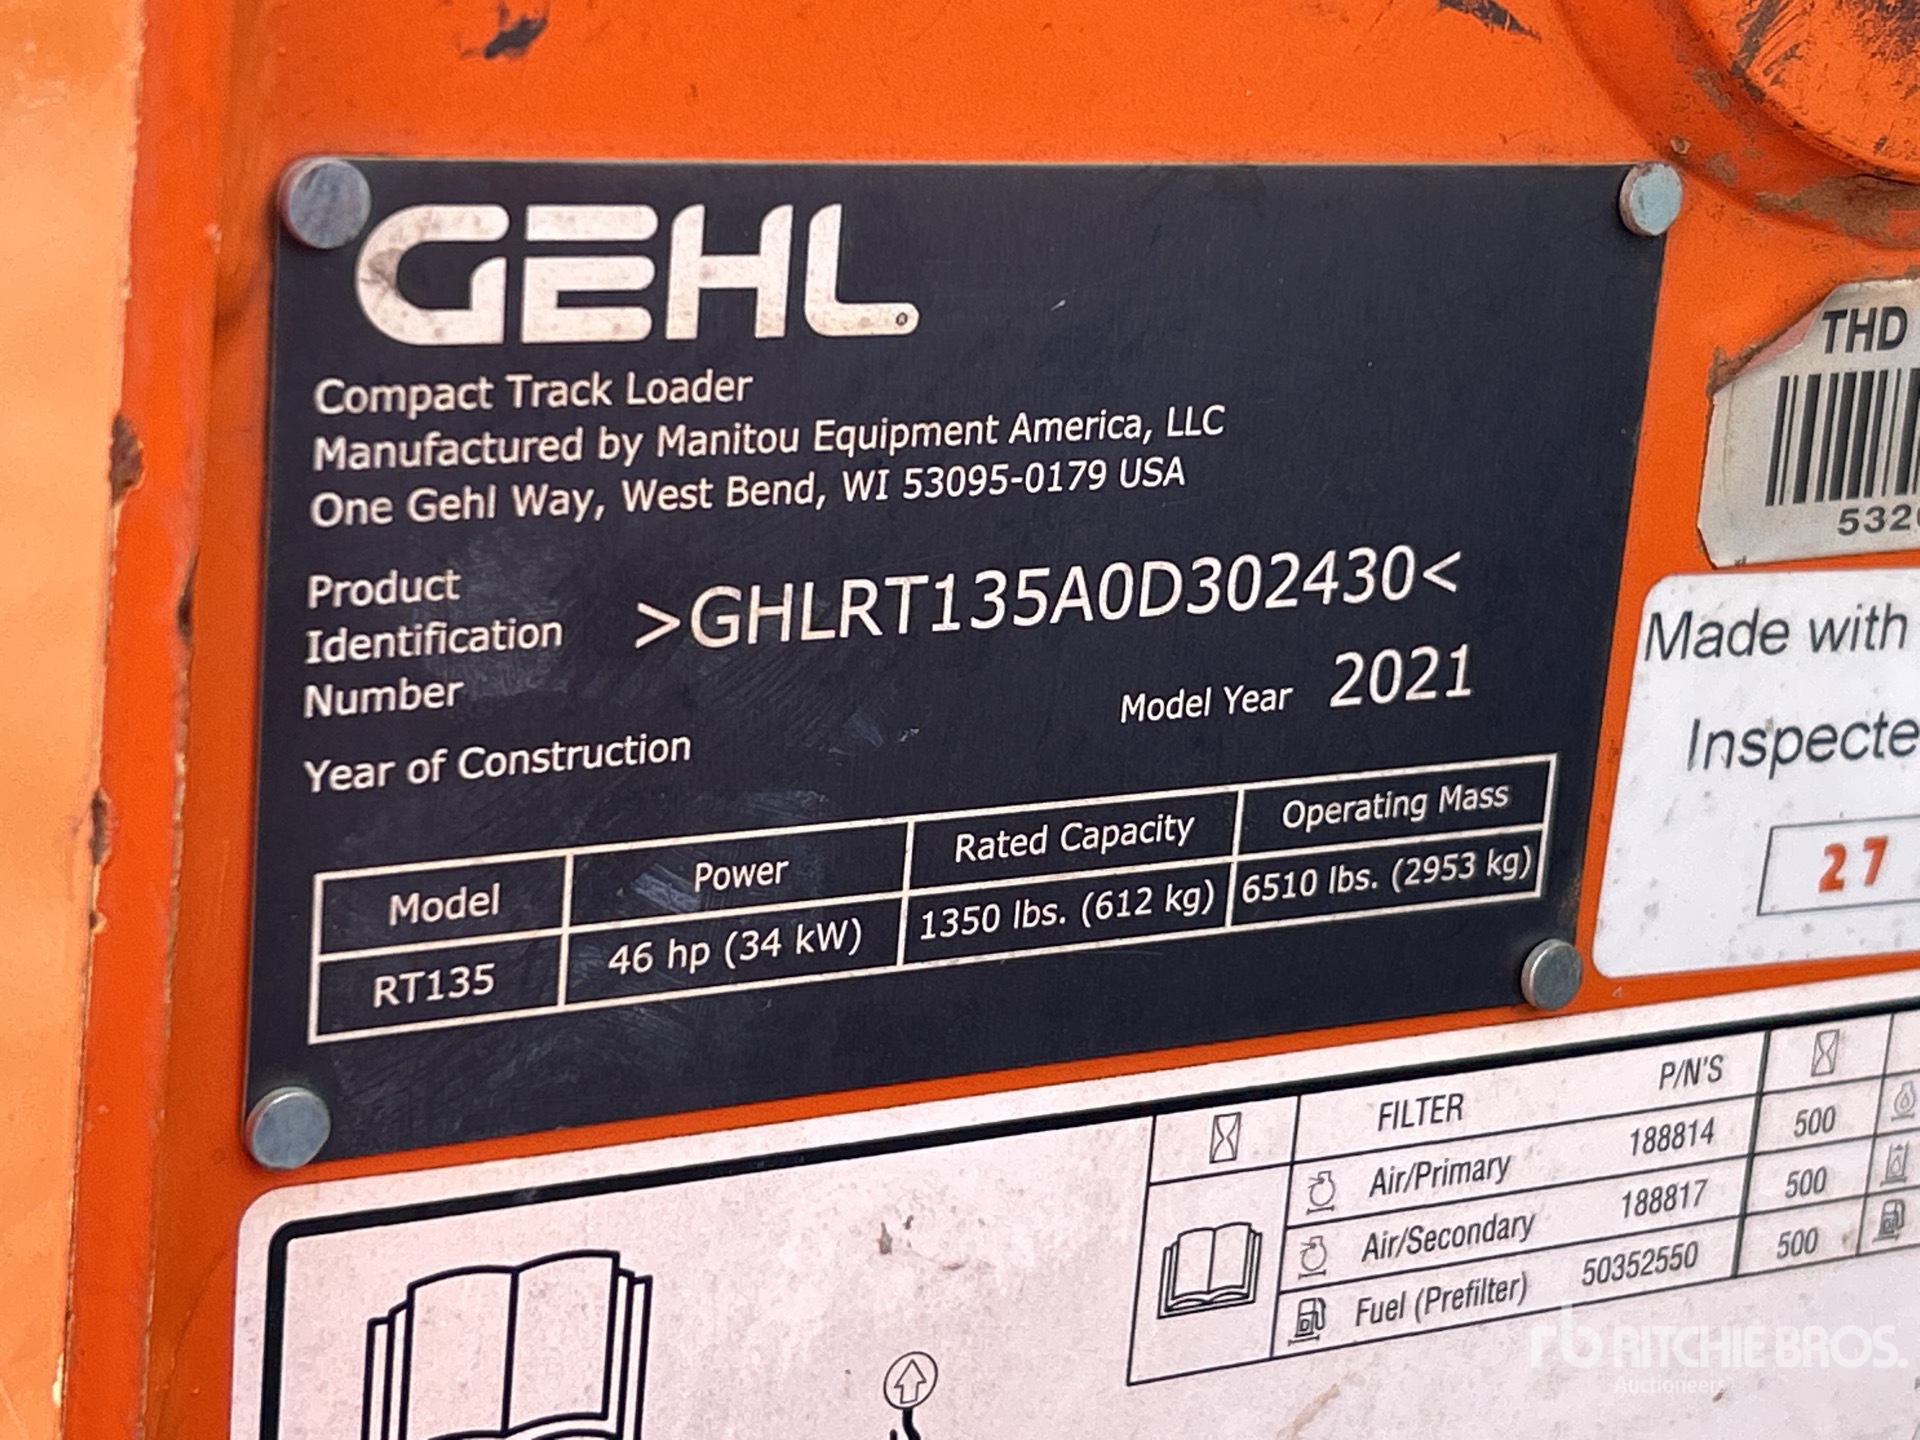 GEHL®
Compact Track Loader
Manufactured by Manitou Equipment America, LLC
One Gehl Way, West Bend, WI 53095-0179 USA
Product
Identification
Number
>GHLRT135A0D302430<
Model Year 2021
Year of Construction
Model Power Rated Capacity Operating Mass
RT135 46 hp (34 kW) 1350 lbs. (612 kg) 6510 lbs. (2953 kg)
THD
532
Made with
Inspecte
27
FILTER P/N'S
Air/Primary 188814 500
Air/Secondary 188817 500
Fuel (Prefilter) 50352550 500
rb RITCHIE BROS.
Auctioneers